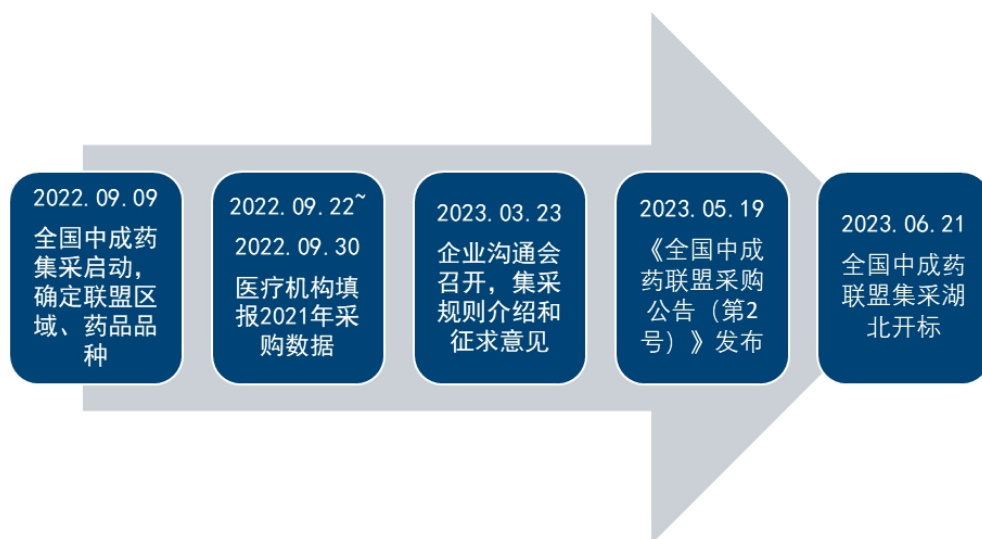 2022.09.09
全国中成药
集采启动，
确定联盟区
域、药品品
种
2022.09.22~
2022.09.30
医疗机构填
报2021年采
购数据
2023.03.23
企业沟通会
召开，集采
规则介绍和
征求意见
2023.05.19
《全国中成
药联盟采购
公告（第2
号）》发布
2023.06.21
全国中成药
联盟集采湖
北开标